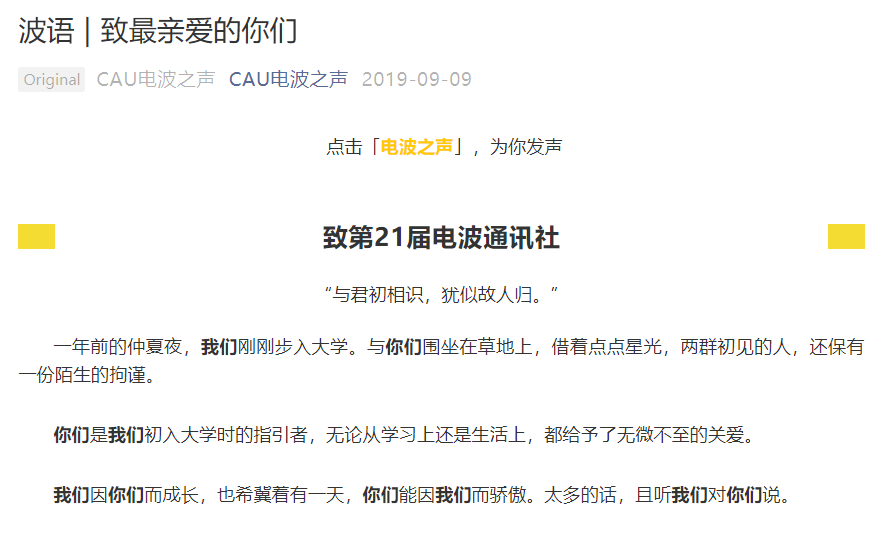 波语 | 致最亲爱的你们
Original CAU电波之声 CAU电波之声 2019-09-09
点击「电波之声」，为你发声
致第21届电波通讯社
“与君初相识，犹似故人归。”
一年前的仲夏夜，我们刚刚步入大学。与你们围坐在草地上，借着点点星光，两群初见的人，还保有
一份陌生的拘谨。
你们是我们初入大学时的指引者，无论从学习上还是生活上，都给予了无微不至的关爱。
我们因你们而成长，也希冀着有一天，你们能因我们而骄傲。太多的话，且听我们对你们说。